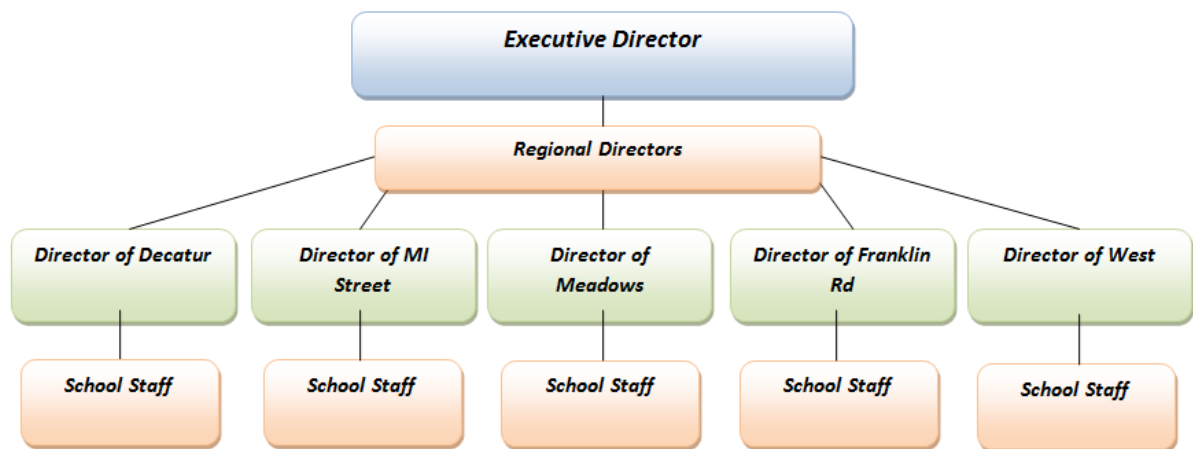 Executive Director
Regional Directors
Director of Decatur
Director of MI
Street
Director of
Meadows
Director of Franklin
Rd
Director of West
School Staff
School Staff
School Staff
School Staff
School Staff